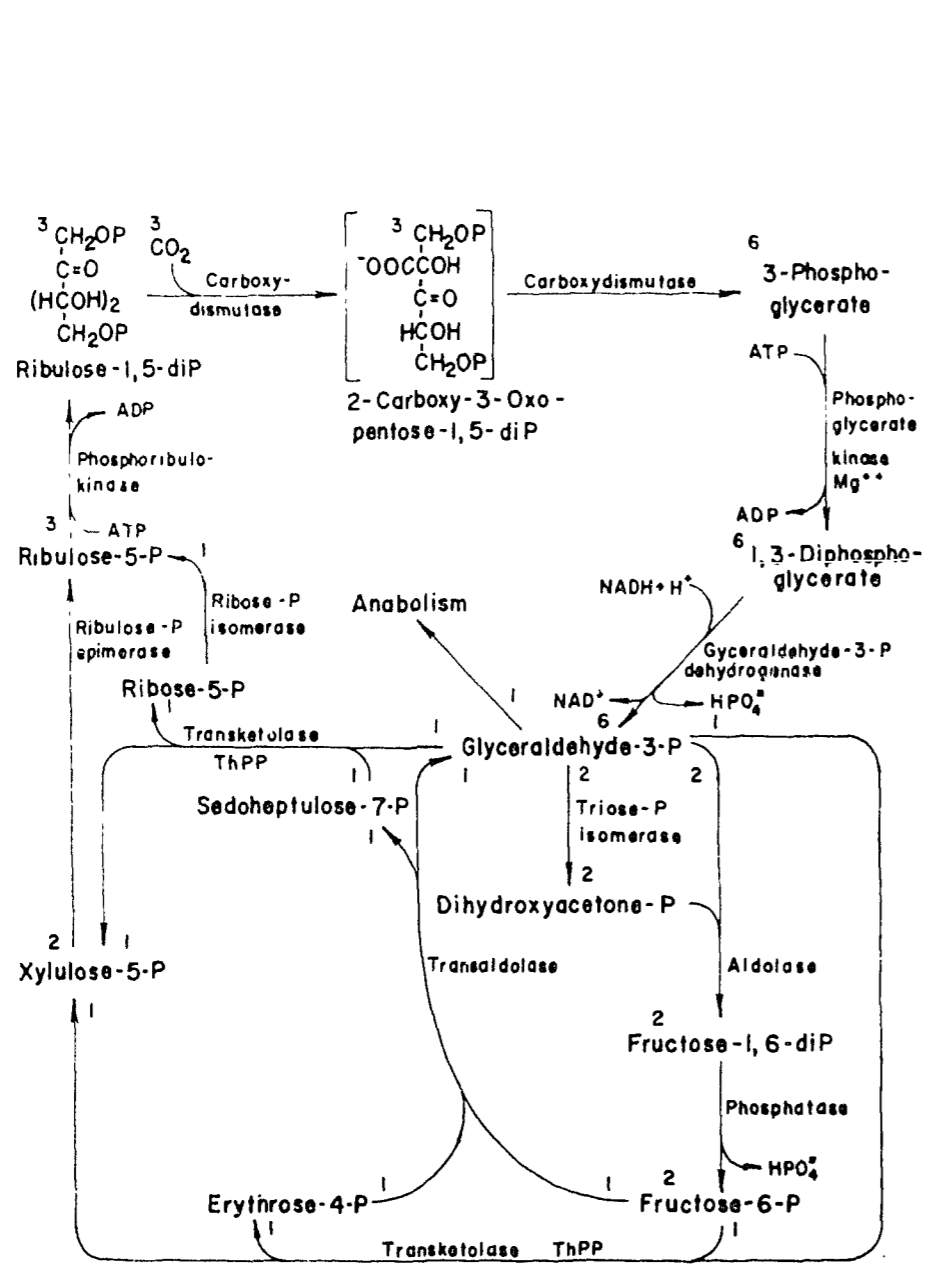 3
CH2OP
C=O
(HCOH)2
CH2OP
Ribulose-1,5-diP
3
CO2
Carboxy-
dismutase
3
CH2OP
-OOCCOH
C=O
HCOH
CH2OP
2-Carboxy-3-Oxo-
pentose-1,5-diP
Carboxydismutase
6
3-Phospho-
glycerate
ATP
Phospho-
glycerate
kinase
Mg++
ADP
6
1,3-Diphospho-
glycerate
ADP
Phosphoribulo-
kinase
ATP
3
Ribulose-5-P
1
Ribose-P
isomerase
Ribulose-P
epimerase
Ribose-5-P
1
Anabolism
1
NADH+H+
Gyceraldehyde-3-P
dehydrogenase
NAD+
HPO4=
6
1
Glyceraldehyde-3-P
1
1
2
2
Transketolase
ThPP
1
Sedoheptulose-7-P
1
Triose-P
isomerase
2
Dihydroxyacetone-P
2
1
Xylulose-5-P
1
Transaldolase
Aldolase
2
Fructose-1,6-diP
Phosphatase
HPO4=
2
Fructose-6-P
1
1
Erythrose-4-P
1
1
Transketolase ThPP